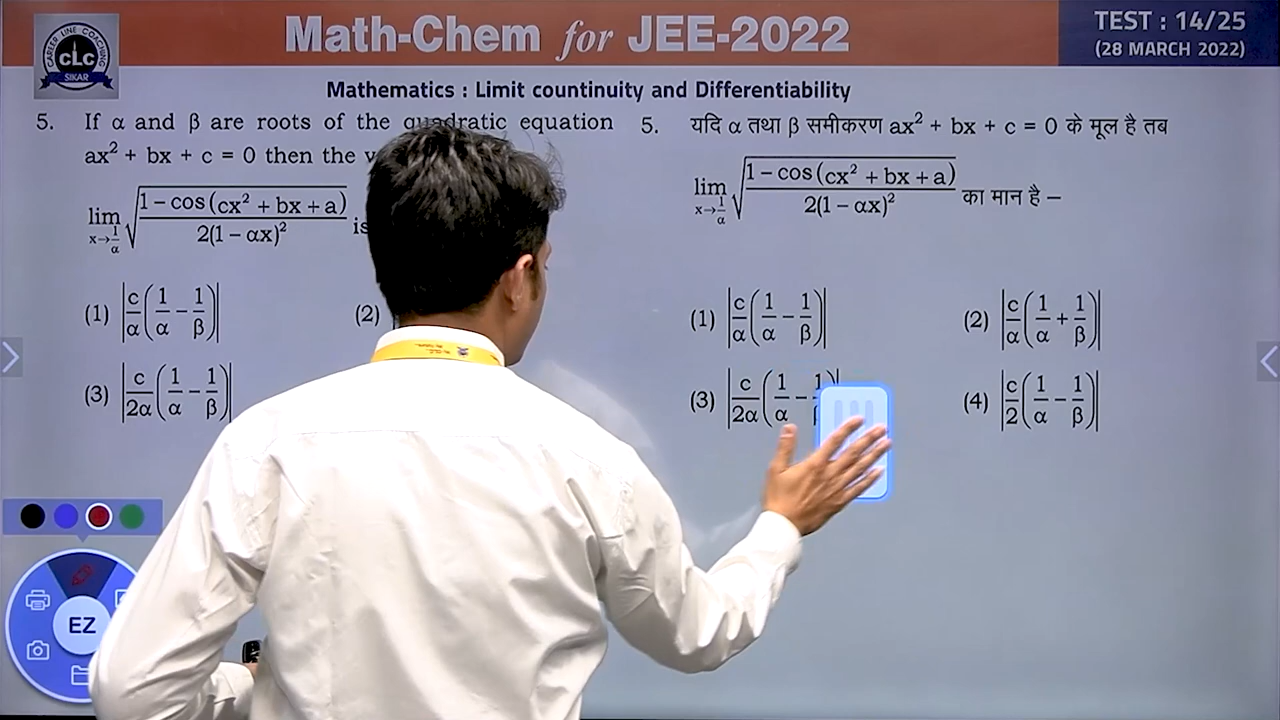 CAREER LINE COACHING
CLC
SIKAR
Math-Chem for JEE-2022
TEST : 14/25
(28 MARCH 2022)
Mathematics : Limit countinuity and Differentiability
5. If α and β are roots of the quadratic equation
ax² + bx + c = 0 then the
lim x→1/α √((1 – cos(cx² + bx + a))/(2(1 – αx)²)) is
(1) |c/α(1/α – 1/β)| (2)
(3) |c/2α(1/α – 1/β)|
5. यदि α तथा β समीकरण ax² + bx + c = 0 के मूल है तब
lim x→1/α √((1 – cos(cx² + bx + a))/(2(1 – αx)²)) का मान है –
(1) |c/α(1/α – 1/β)| (2) |c/α(1/α + 1/β)|
(3) |c/2α(1/α – 1/β)| (4) |c/2(1/α – 1/β)|
EZ